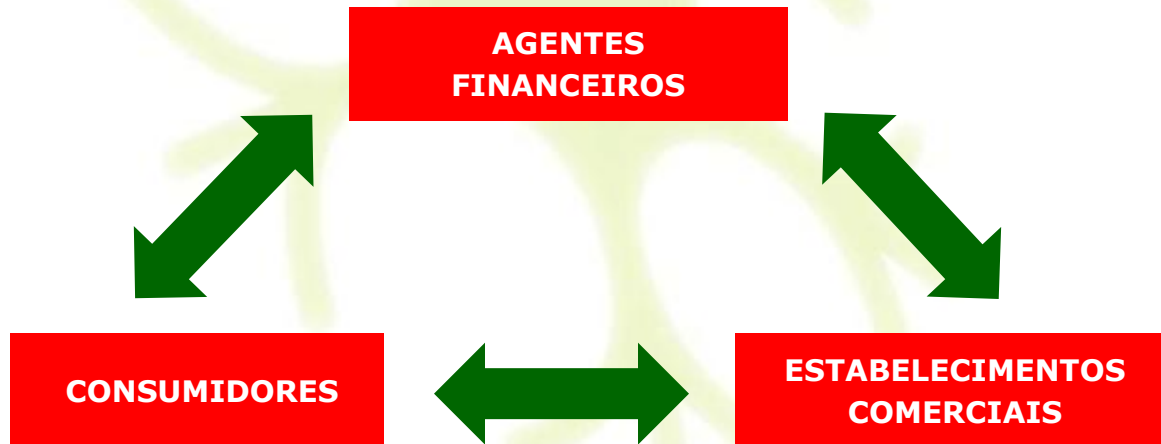 AGENTES
FINANCEIROS
CONSUMIDORES
ESTABELECIMENTOS
COMERCIAIS